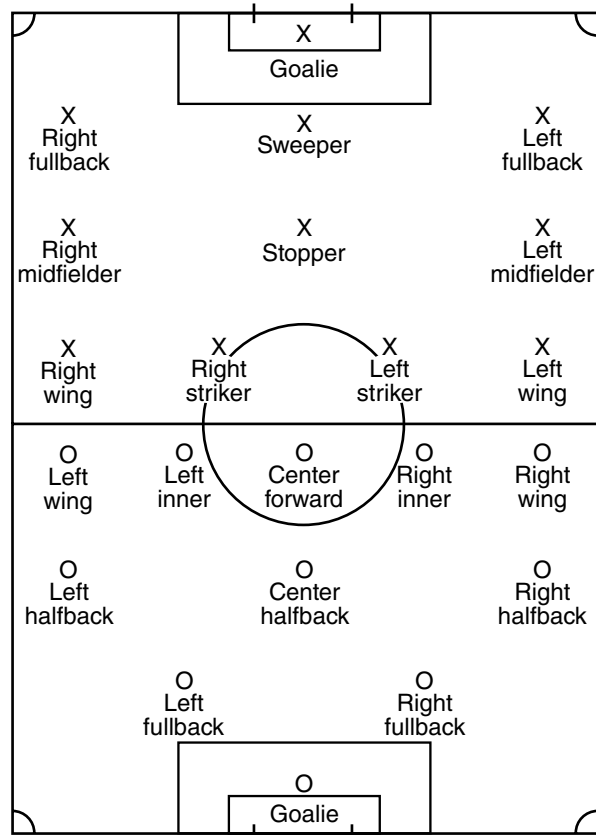 X
Goalie
X
Right
fullback
X
Sweeper
X
Left
fullback
X
Right
midfielder
X
Stopper
X
Left
midfielder
X
Right
wing
X
Right
striker
X
Left
striker
X
Left
wing
O
Left
wing
O
Left
inner
O
Center
forward
O
Right
inner
O
Right
wing
O
Left
halfback
O
Center
halfback
O
Right
halfback
O
Left
fullback
O
Right
fullback
O
Goalie